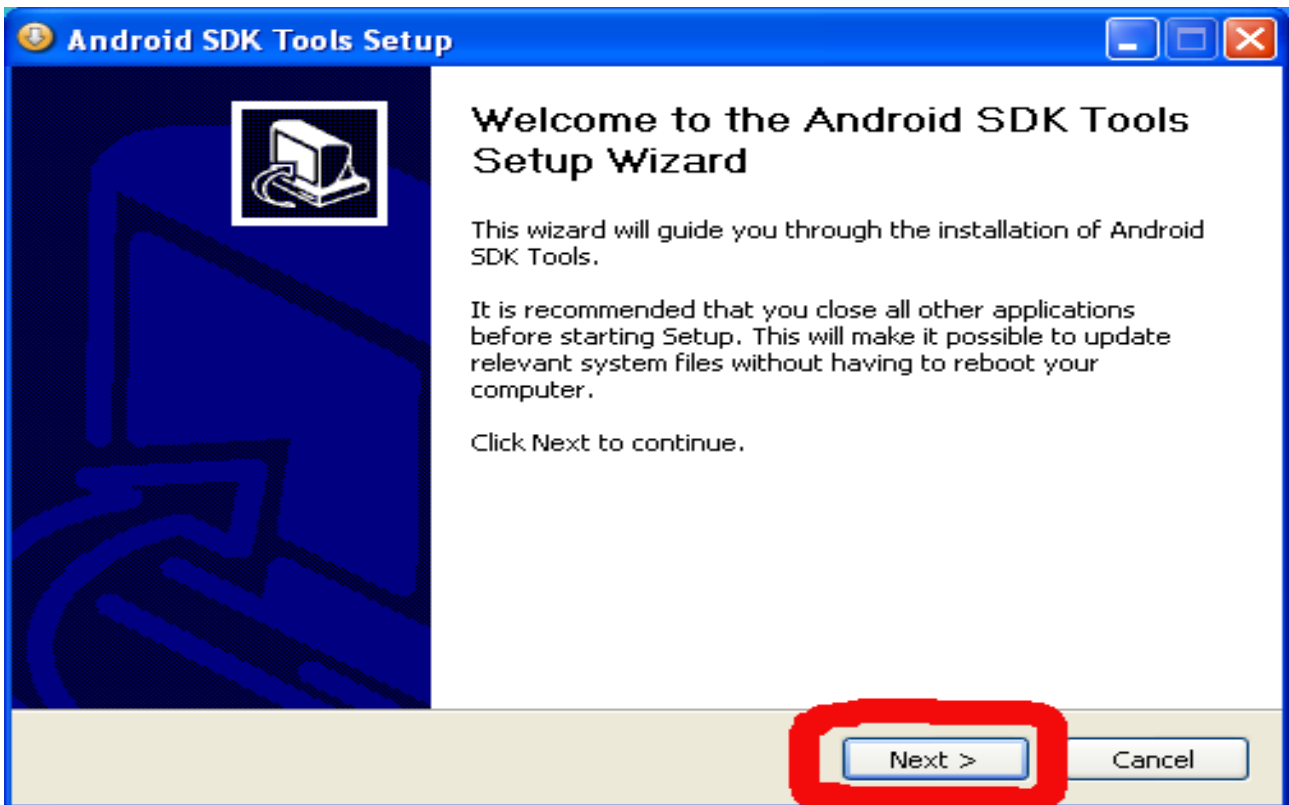 Android SDK Tools Setup
Welcome to the Android SDK Tools
Setup Wizard
This wizard will guide you through the installation of Android
SDK Tools.
It is recommended that you close all other applications
before starting Setup. This will make it possible to update
relevant system files without having to reboot your
computer.
Click Next to continue.
Next >
Cancel